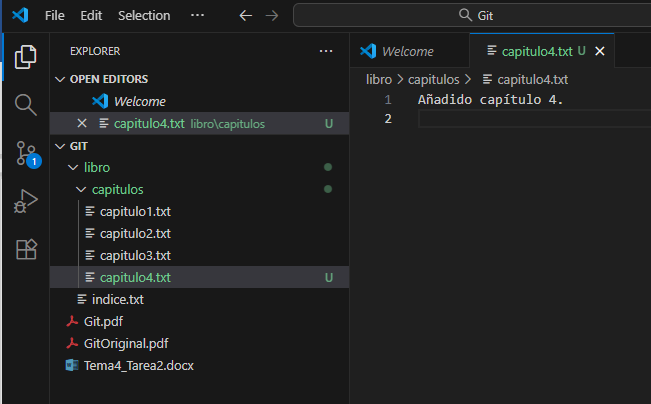 File Edit Selection ··· Git
EXPLORER ···
OPEN EDITORS
Welcome
capitulo4.txt libro\capitulos U
GIT
libro
capitulos
capitulo1.txt
capitulo2.txt
capitulo3.txt
capitulo4.txt U
indice.txt
Git.pdf
GitOriginal.pdf
Tema4_Tarea2.docx
1
Welcome capitulo4.txt U
libro > capitulos > capitulo4.txt
1 Añadido capítulo 4.
2